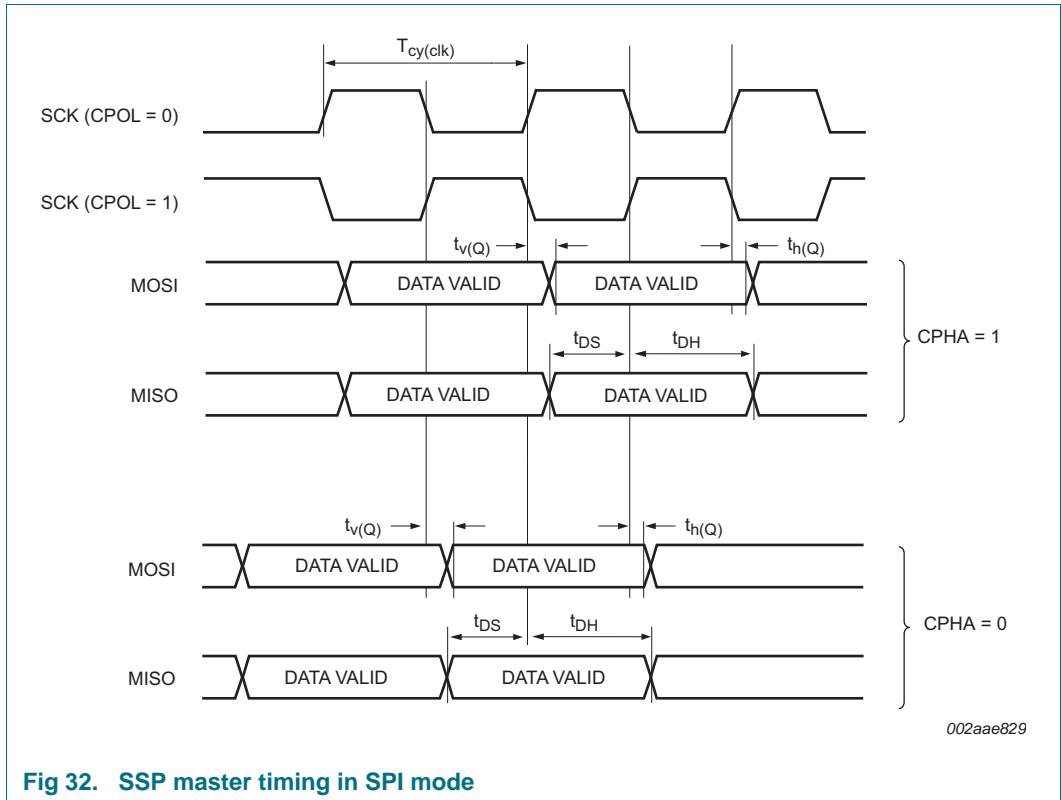 Tcy(clk)
SCK (CPOL = 0)
SCK (CPOL = 1)
tv(Q)
th(Q)
MOSI
DATA VALID
DATA VALID
CPHA = 1
tDS
tDH
MISO
DATA VALID
DATA VALID
tv(Q)
th(Q)
MOSI
DATA VALID
DATA VALID
CPHA = 0
tDS
tDH
MISO
DATA VALID
DATA VALID
002aae829
Fig 32. SSP master timing in SPI mode